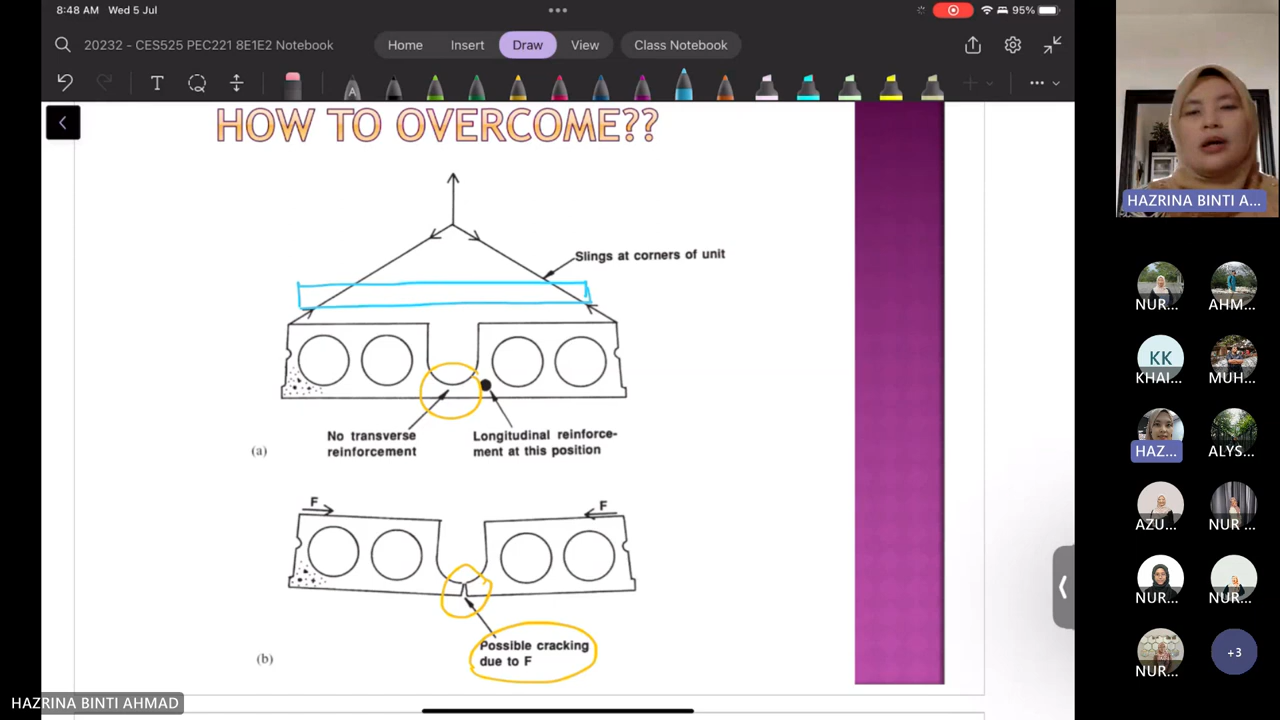 8:48 AM Wed 5 Jul
95%
20232 - CES525 PEC221 8E1E2 Notebook
Home
Insert
Draw
View
Class Notebook
T
A
HOW TO OVERCOME??
Slings at corners of unit
No transverse
reinforcement
Longitudinal reinforce-
ment at this position
(a)
F
F
Possible cracking
due to F
(b)
HAZRINA BINTI AHMAD
HAZRINA BINTI A...
NUR...
AHM...
KK
KHAI...
MUH...
HAZ...
ALYS...
AZU...
NUR ...
NUR...
NUR...
NUR...
+3